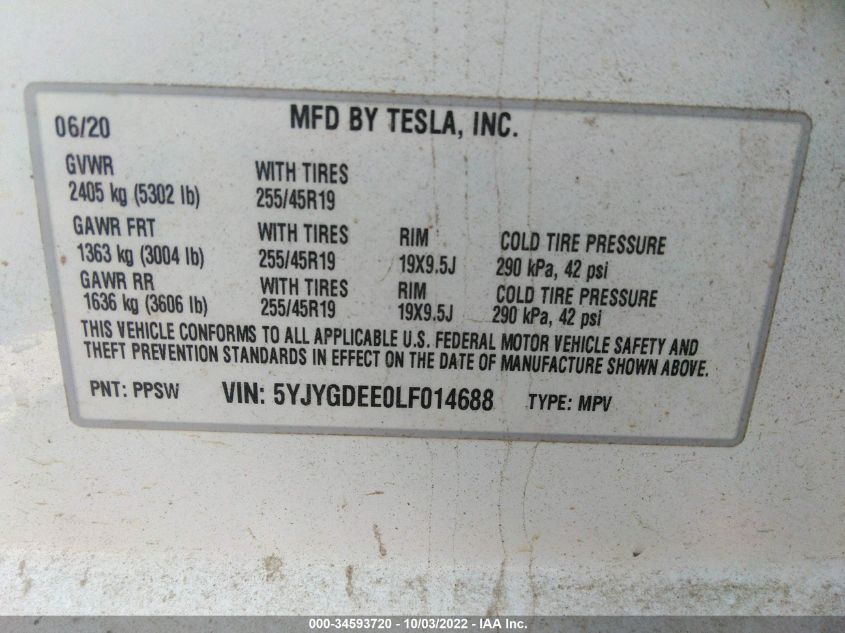 06/20 MFD BY TESLA, INC.
GVWR WITH TIRES
2405 kg (5302 lb) 255/45R19
GAWR FRT WITH TIRES RIM COLD TIRE PRESSURE
1363 kg (3004 lb) 255/45R19 19X9.5J 290 kPa, 42 psi
GAWR RR WITH TIRES RIM COLD TIRE PRESSURE
1636 kg (3606 lb) 255/45R19 19X9.5J 290 kPa, 42 psi
THIS VEHICLE CONFORMS TO ALL APPLICABLE U.S. FEDERAL MOTOR VEHICLE SAFETY AND
THEFT PREVENTION STANDARDS IN EFFECT ON THE DATE OF MANUFACTURE SHOWN ABOVE.
PNT: PPSW VIN: 5YJYGDEE0LF014688 TYPE: MPV
000-34593720 - 10/03/2022 - IAA Inc.